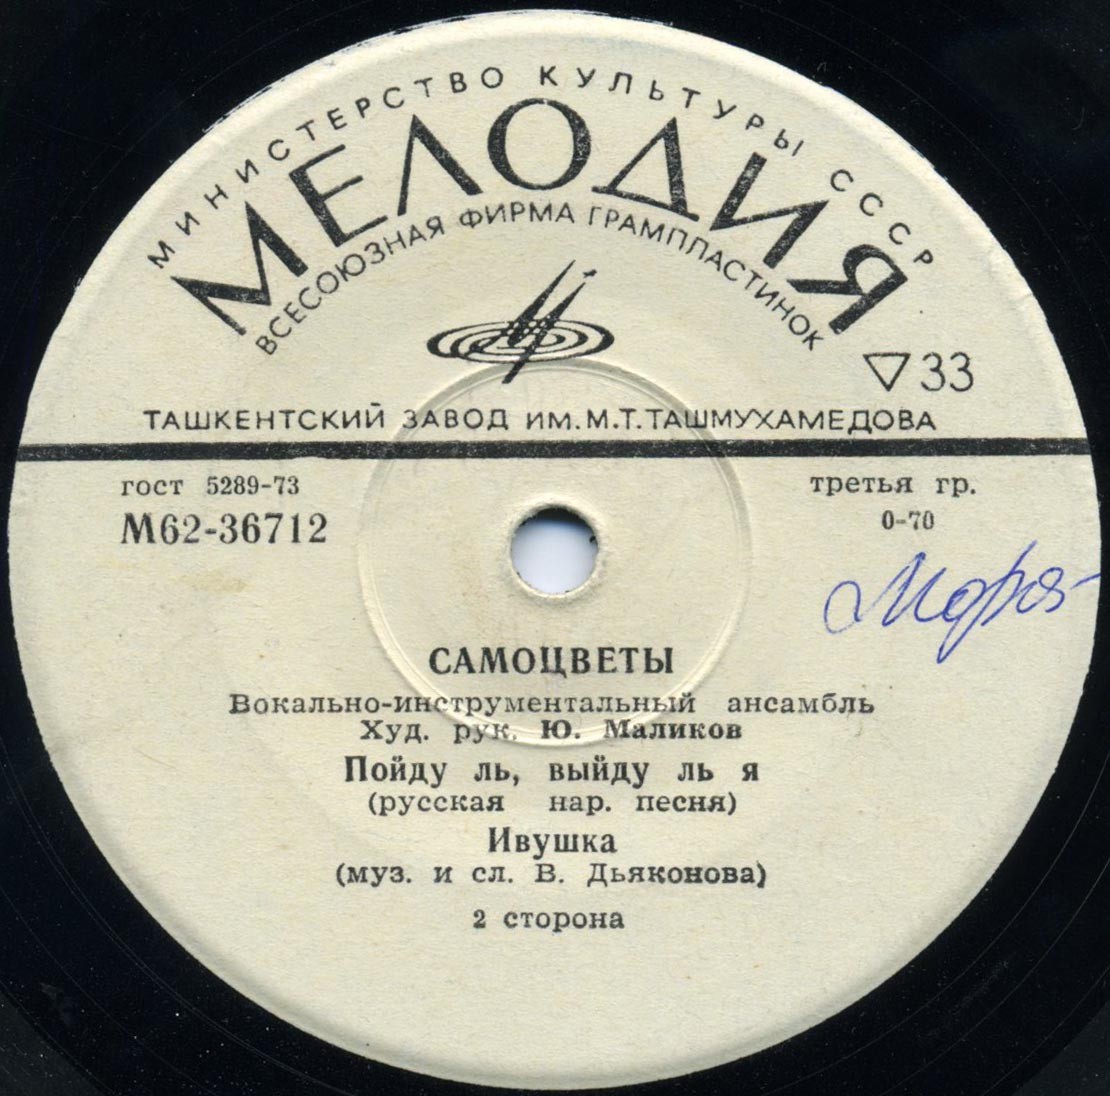 МИНИСТЕРСТВО КУЛЬТУРЫ СССР
МЕЛОДИЯ
ВСЕСОЮЗНАЯ ФИРМА ГРАМПЛАСТИНОК
▽33
ТАШКЕНТСКИЙ ЗАВОД ИМ. М.Т.ТАШМУХАМЕДОВА
гост 5289-73
третья гр.
М62-36712
0-70
САМОЦВЕТЫ
Вокально-инструментальный ансамбль
Худ. рук. Ю. Маликов
Пойду ль, выйду ль я
(русская нар. песня)
Ивушка
(муз. и сл. В. Дьяконова)
2 сторона